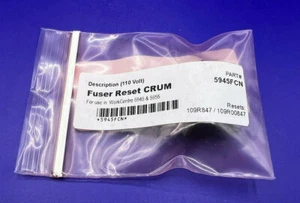 Description (110 Volt)
PART#
Fuser Reset CRUM
5945FCN
For use in: WorkCentre 5945 & 5955
Resets:
109R847 / 109R00847
*5945FCN*